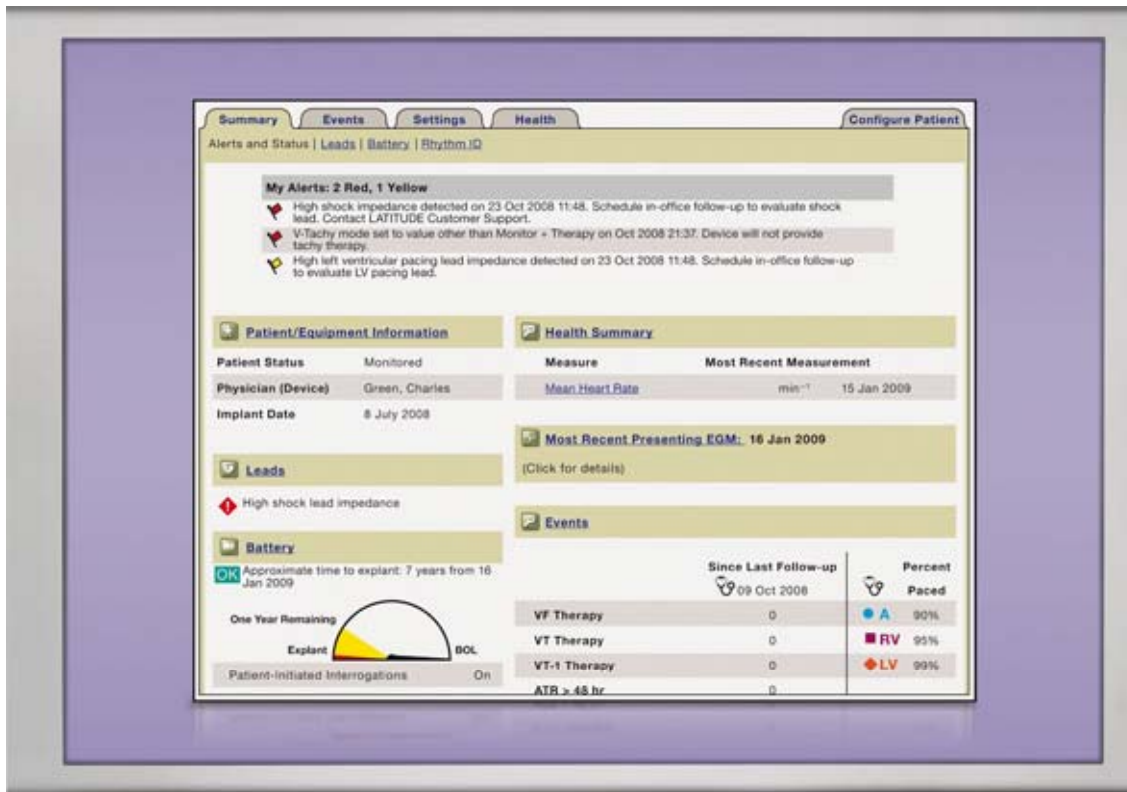 Summary Events Settings Health Configure Patient
Alerts and Status | Leads | Battery | Rhythm ID
My Alerts: 2 Red, 1 Yellow
High shock impedance detected on 23 Oct 2008 11:48. Schedule in-office follow-up to evaluate shock
lead. Contact LATITUDE Customer Support.
V-Tachy mode set to value other than Monitor + Therapy on Oct 2008 21:37. Device will not provide
tachy therapy.
High left ventricular pacing lead impedance detected on 23 Oct 2008 11:48. Schedule in-office follow-up
to evaluate LV pacing lead.
Patient/Equipment Information
Patient Status Monitored
Physician (Device) Green, Charles
Implant Date 8 July 2008
Leads
High shock lead impedance
Battery
OK Approximate time to explant: 7 years from 16
Jan 2009
One Year Remaining
Explant BOL
Patient-Initiated Interrogations On
Health Summary
Measure Most Recent Measurement
Mean Heart Rate min⁻¹ 15 Jan 2009
Most Recent Presenting EGM: 16 Jan 2009
(Click for details)
Events
Since Last Follow-up Percent
09 Oct 2008 Paced
VF Therapy 0 A 90%
VT Therapy 0 RV 95%
VT-1 Therapy 0 LV 99%
ATR > 48 hr 0